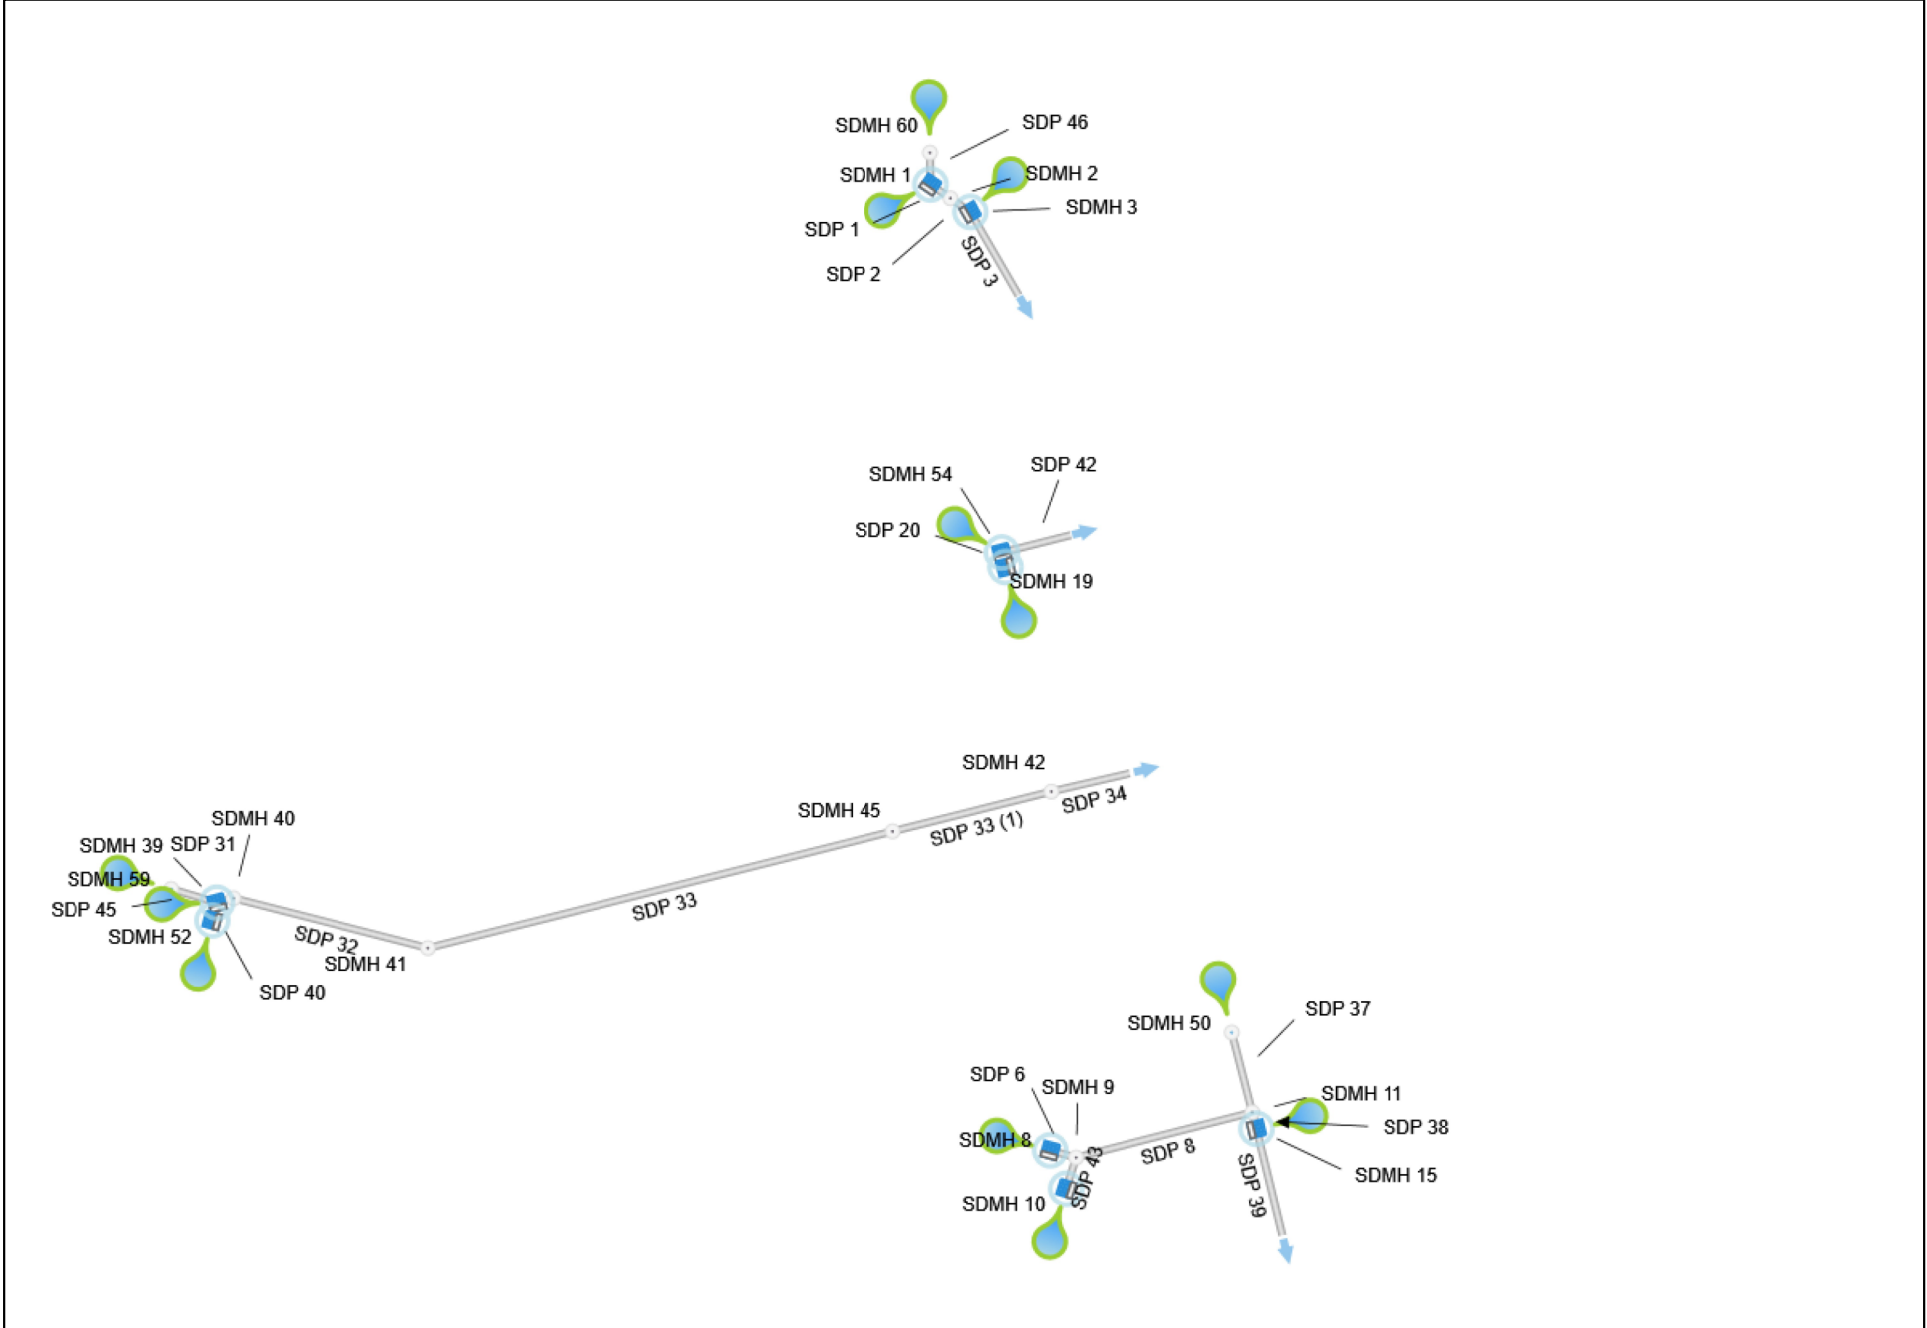 SDP 46
SDMH 60
SDMH 1
SDMH 2
SDMH 3
SDP 1
SDP 2
SDP 3
SDP 42
SDMH 54
SDP 20
SDMH 19
SDMH 42
SDP 34
SDMH 45
SDP 33 (1)
SDMH 40
SDMH 39
SDP 31
SDMH 59
SDP 45
SDP 33
SDMH 52
SDP 32
SDMH 41
SDP 40
SDP 37
SDMH 50
SDP 6
SDMH 9
SDMH 11
SDP 38
SDMH 8
SDP 8
SDP 43
SDMH 15
SDP 39
SDMH 10